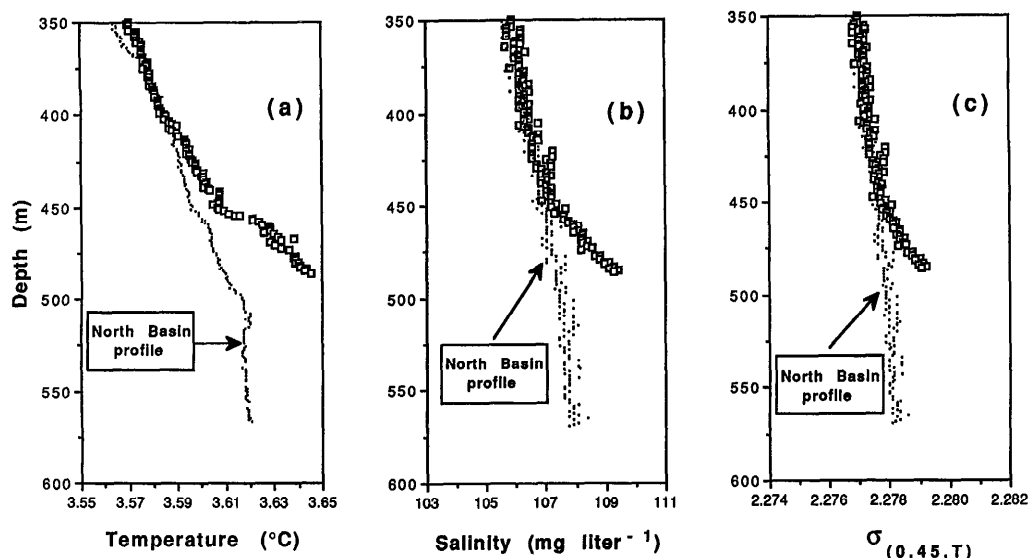 350
400
450
500
550
600
Depth (m)
(a)
North Basin
profile
3.55
3.57
3.59
3.61
3.63
3.65
Temperature (°C)
350
400
450
500
550
600
(b)
North Basin
profile
103
105
107
109
111
Salinity (mg liter⁻¹)
350
400
450
500
550
600
(c)
North Basin
profile
2.274
2.276
2.278
2.280
2.282
σ(0,45,T)